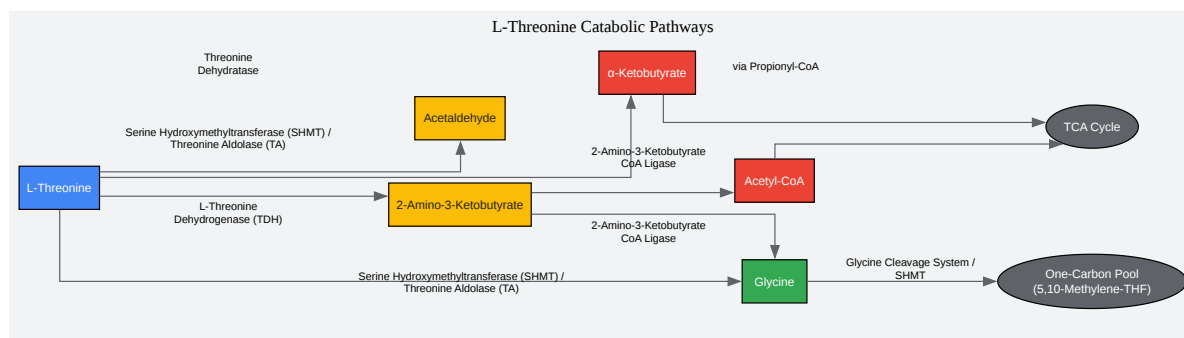 L-Threonine Catabolic Pathways
Threonine
Dehydratase
α-Ketobutyrate
via Propionyl-CoA
Acetaldehyde
TCA Cycle
Serine Hydroxymethyltransferase (SHMT) /
Threonine Aldolase (TA)
2-Amino-3-Ketobutyrate
CoA Ligase
L-Threonine
Acetyl-CoA
2-Amino-3-Ketobutyrate
L-Threonine
Dehydrogenase (TDH)
2-Amino-3-Ketobutyrate
CoA Ligase
Serine Hydroxymethyltransferase (SHMT) /
Threonine Aldolase (TA)
Glycine
Glycine Cleavage System /
SHMT
One-Carbon Pool
(5,10-Methylene-THF)